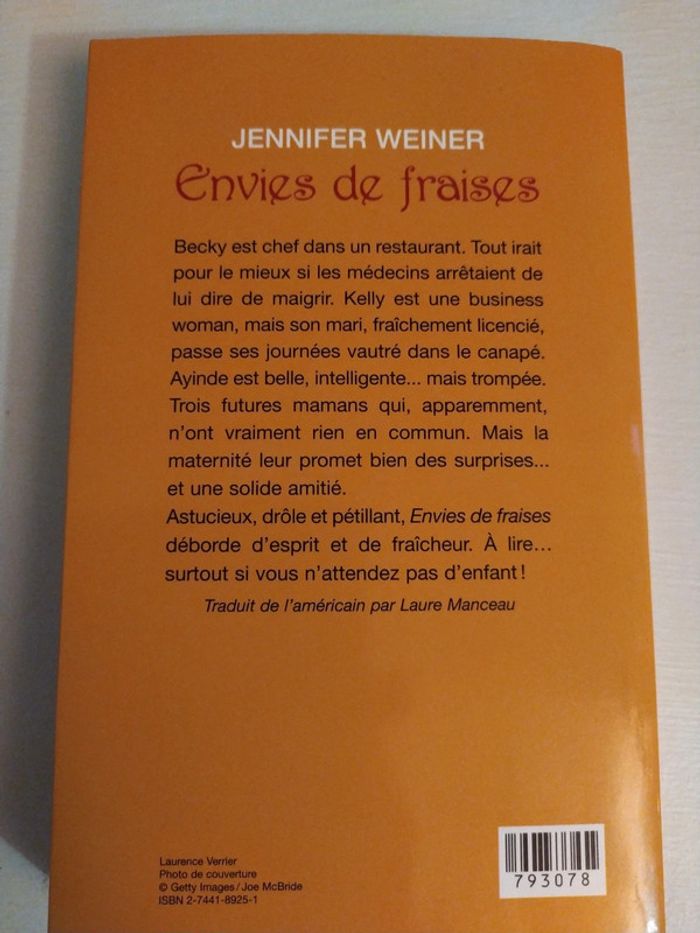 JENNIFER WEINER
Envies de fraises
Becky est chef dans un restaurant. Tout irait
pour le mieux si les médecins arrêtaient de
lui dire de maigrir. Kelly est une business
woman, mais son mari, fraîchement licencié,
passe ses journées vautré dans le canapé.
Ayinde est belle, intelligente... mais trompée.
Trois futures mamans qui, apparemment,
n'ont vraiment rien en commun. Mais la
maternité leur promet bien des surprises...
et une solide amitié.
Astucieux, drôle et pétillant, Envies de fraises
déborde d'esprit et de fraîcheur. À lire...
surtout si vous n'attendez pas d'enfant !
Traduit de l'américain par Laure Manceau
Laurence Verrier
Photo de couverture
© Getty Images / Joe McBride
ISBN 2-7441-8925-1
793078